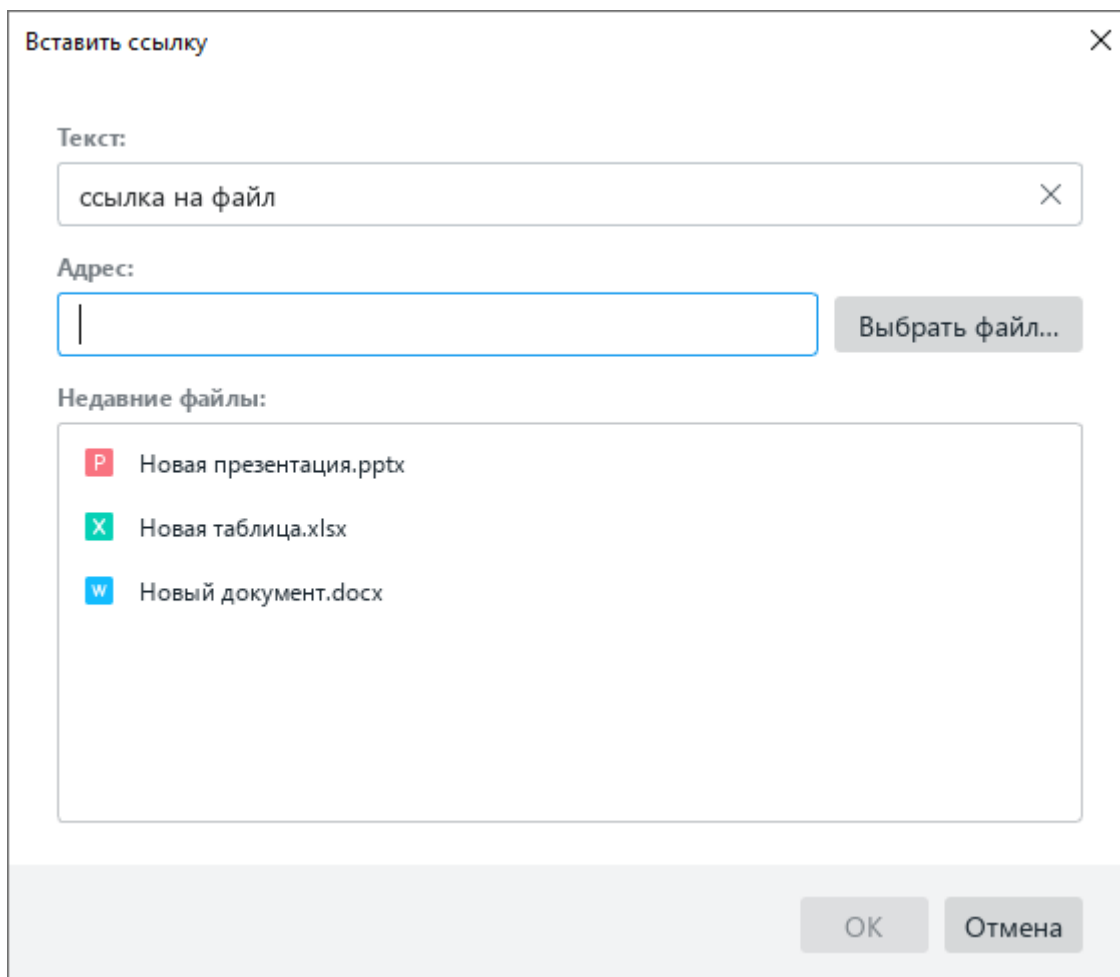 Вставить ссылку
Текст:
ссылка на файл
Адрес:
Выбрать файл...
Недавние файлы:
P Новая презентация.pptx
X Новая таблица.xlsx
W Новый документ.docx
ОК Отмена